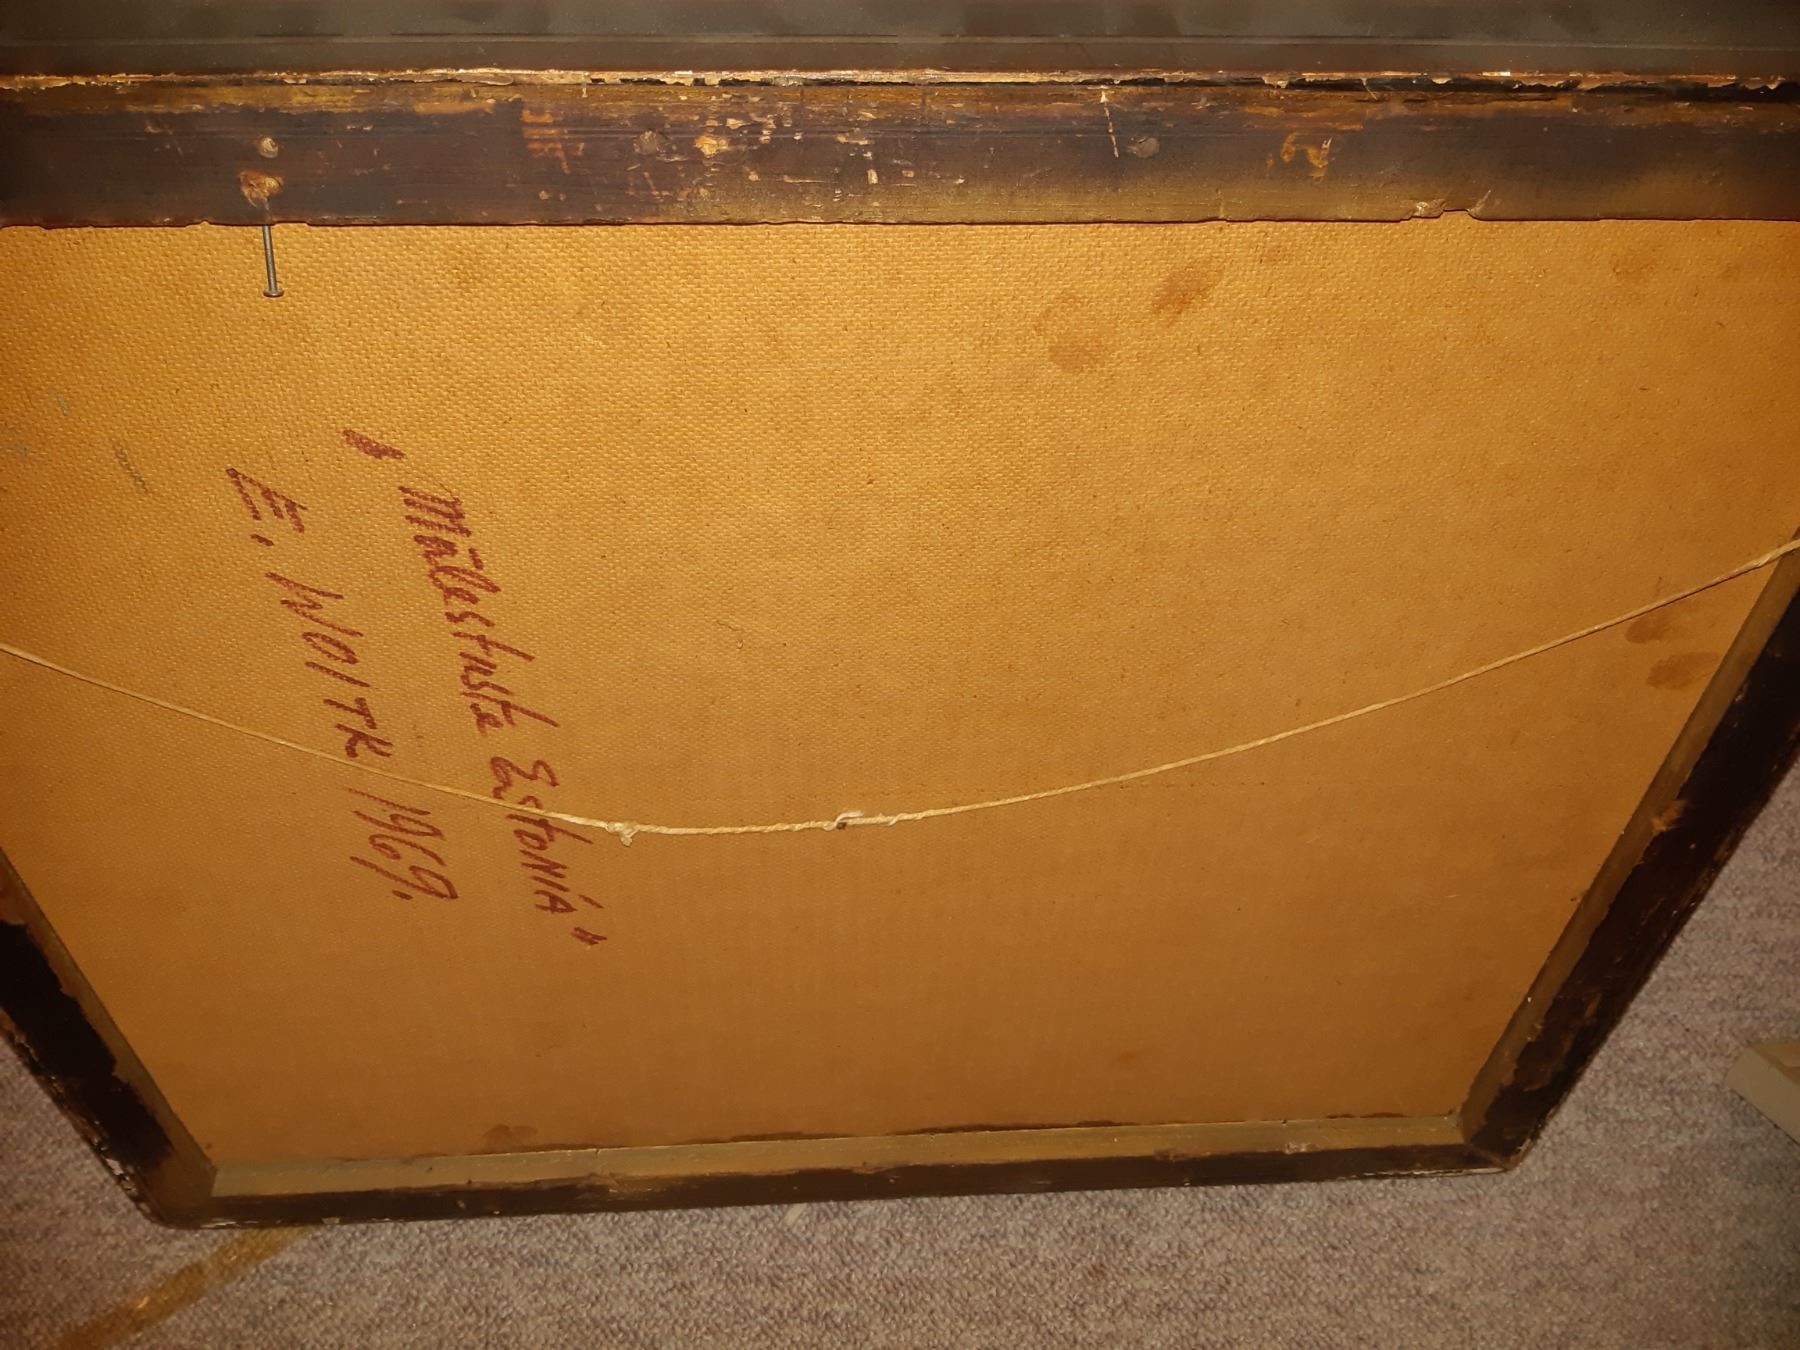 „Mälestuste Estonia"
E. WOITK 1969.